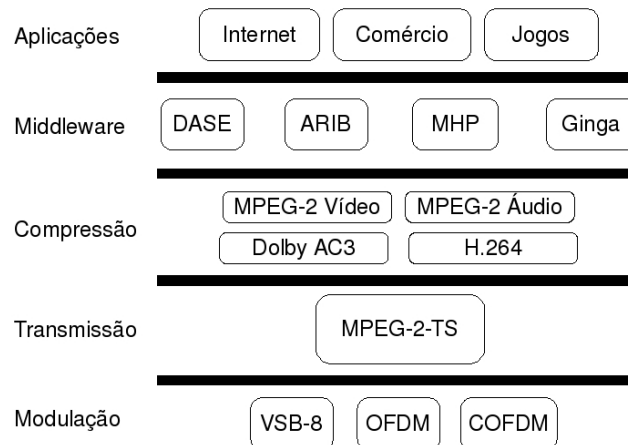 Aplicações Internet Comércio Jogos
Middleware DASE ARIB MHP Ginga
MPEG-2 Vídeo MPEG-2 Áudio
Compressão
Dolby AC3 H.264
Transmissão MPEG-2-TS
Modulação VSB-8 OFDM COFDM